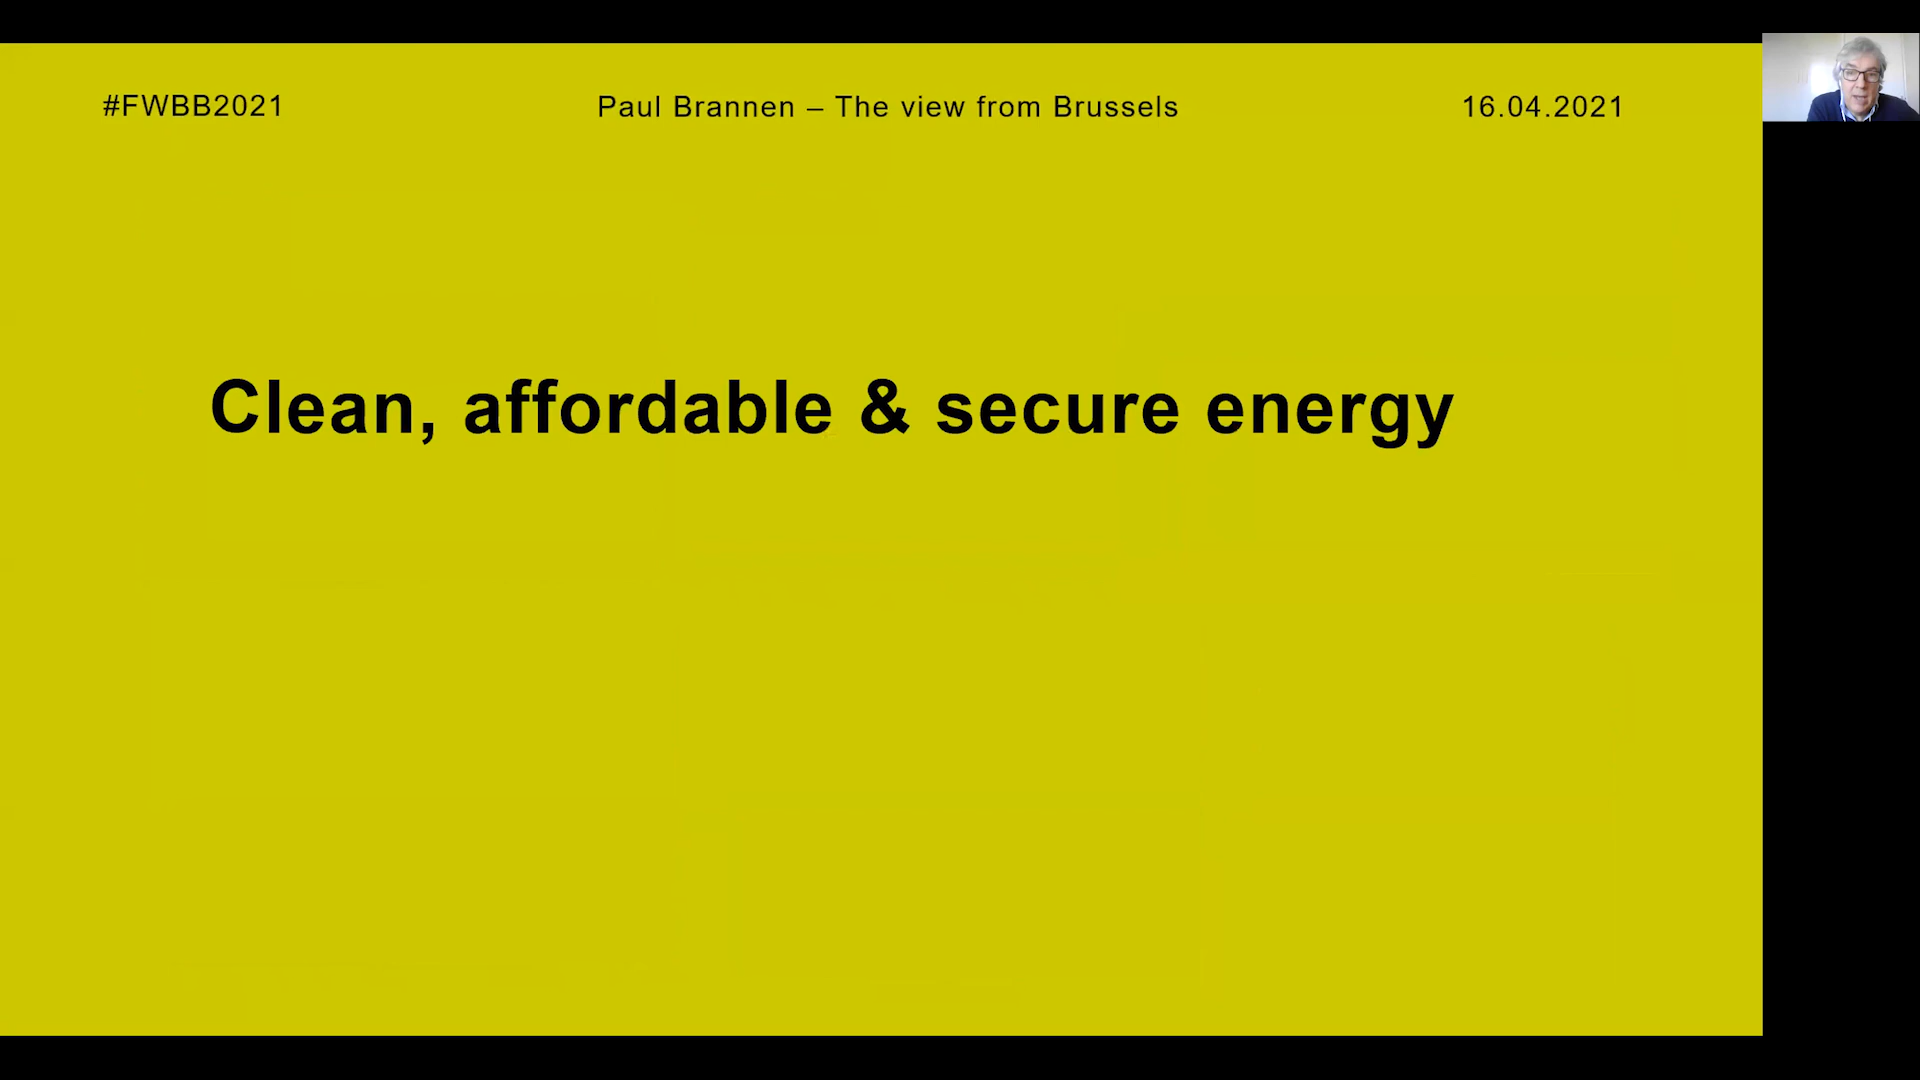 #FWBB2021
Paul Brannen – The view from Brussels
16.04.2021
Clean, affordable & secure energy